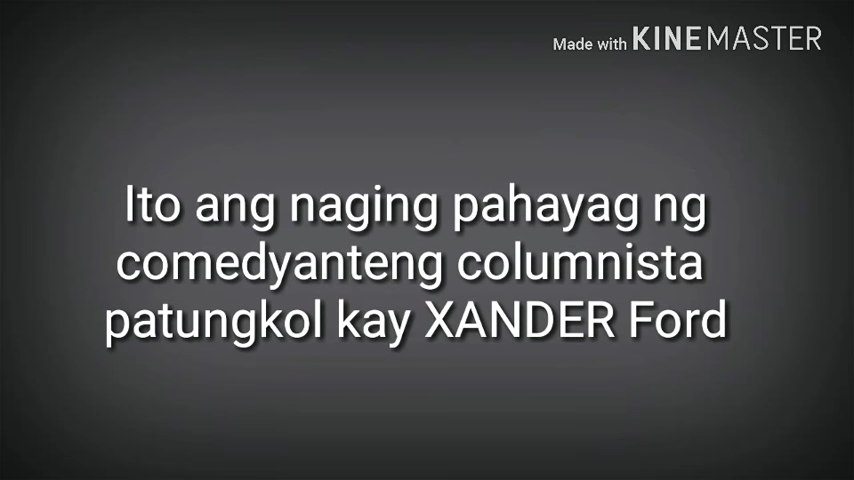 Made with KINEMASTER
Ito ang naging pahayag ng
comedyanteng columnista
patungkol kay XANDER Ford